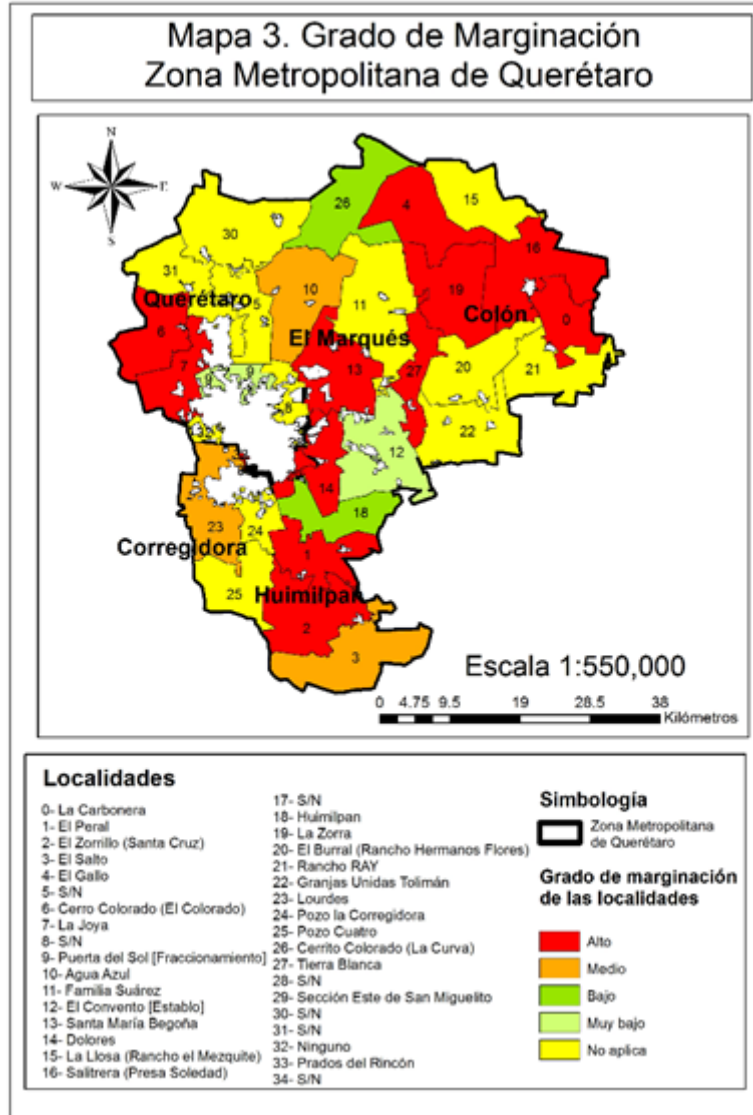 Mapa 3. Grado de Marginación
Zona Metropolitana de Querétaro
N
W
E
S
26
4
15
30
16
31
10
11
19
Querétaro
5
El Marqués
Colón
0
6
7
13
27
20
21
9
8
12
22
32
14
18
23
24
Corregidora
1
25
Huimilpan
2
3
Escala 1:550,000
0 4.75 9.5 19 28.5 38
Kilómetros
Localidades
0- La Carbonera
1- El Peral
2- El Zorrillo (Santa Cruz)
3- El Salto
4- El Gallo
5- S/N
6- Cerro Colorado (El Colorado)
7- La Joya
8- S/N
9- Puerta del Sol [Fraccionamiento]
10- Agua Azul
11- Familia Suárez
12- El Convento [Establo]
13- Santa María Begoña
14- Dolores
15- La Llosa (Rancho el Mezquite)
16- Salitrera (Presa Soledad)
17- S/N
18- Huimilpan
19- La Zorra
20- El Burral (Rancho Hermanos Flores)
21- Rancho RAY
22- Granjas Unidas Tolimán
23- Lourdes
24- Pozo la Corregidora
25- Pozo Cuatro
26- Cerrito Colorado (La Curva)
27- Tierra Blanca
28- S/N
29- Sección Este de San Miguelito
30- S/N
31- S/N
32- Ninguno
33- Prados del Rincón
34- S/N
Simbología
Zona Metropolitana
de Querétaro
Grado de marginación
de las localidades
Alto
Medio
Bajo
Muy bajo
No aplica